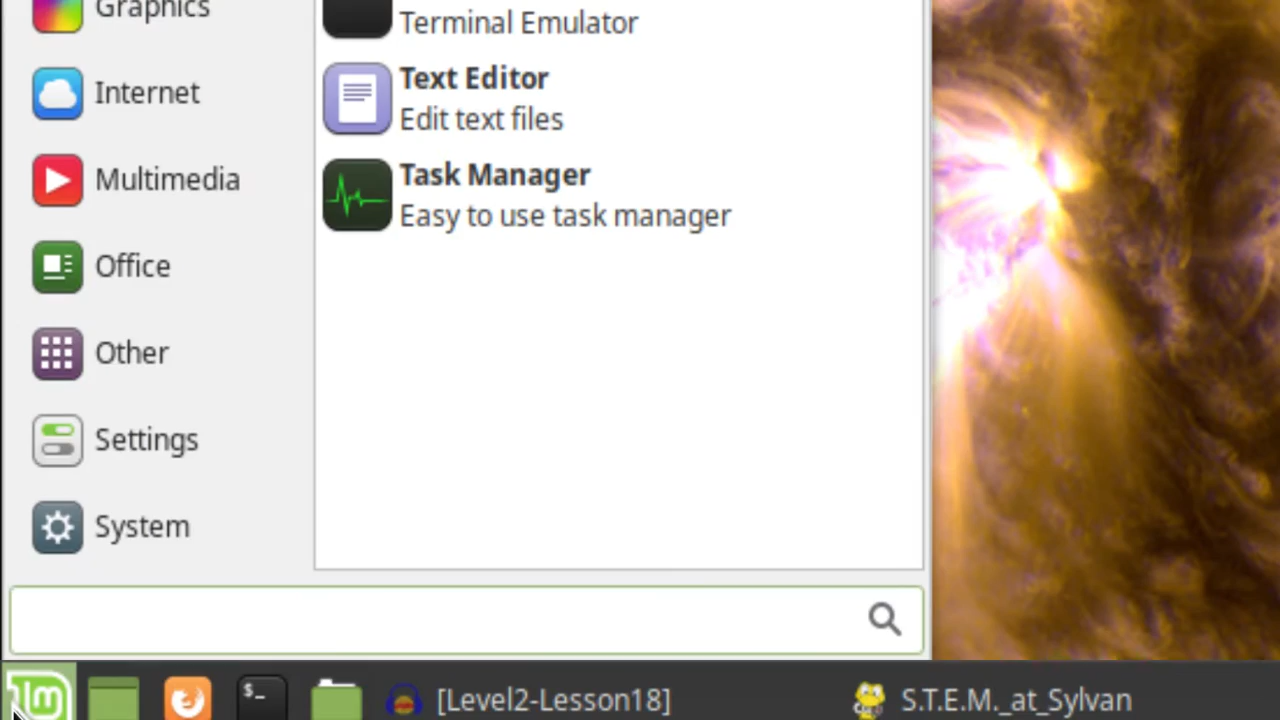 Graphics
Internet
Multimedia
Office
Other
Settings
System
Terminal Emulator
Text Editor
Edit text files
Task Manager
Easy to use task manager
lm
$_
[Level2-Lesson18]
S.T.E.M._at_Sylvan